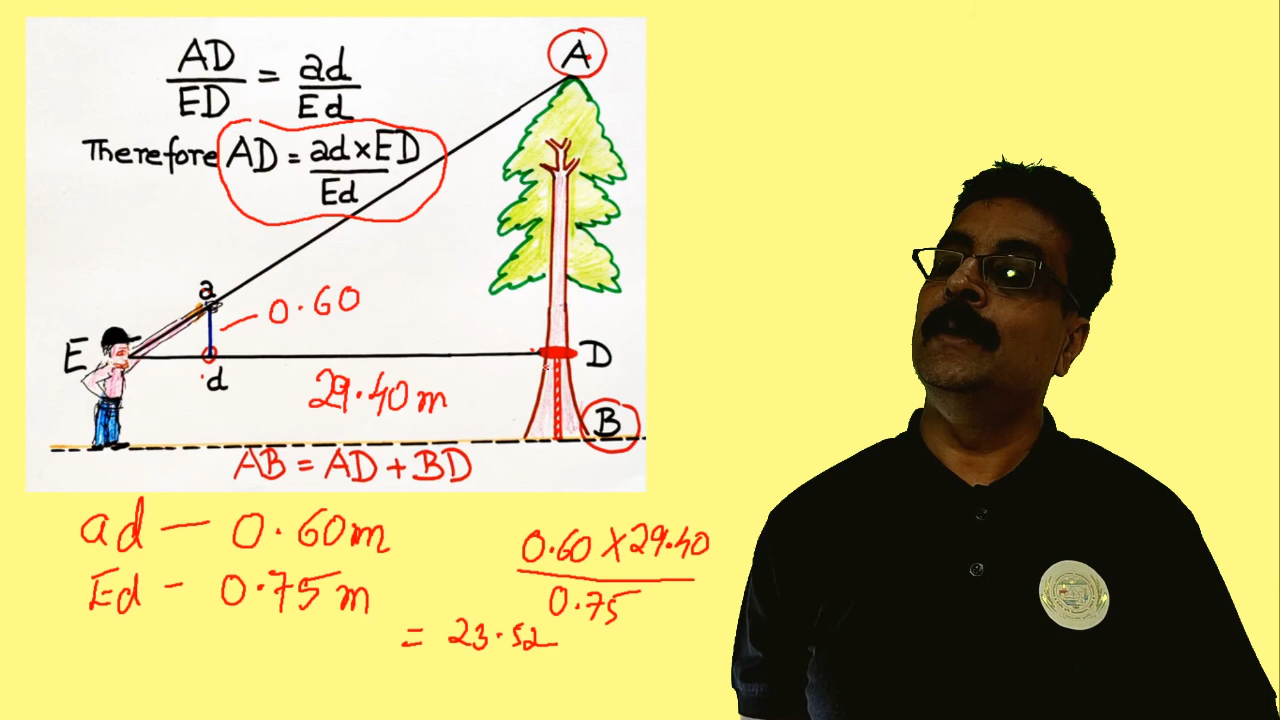 AD/ED = ad/Ed
Therefore AD = ad×ED/Ed
A
a
0.60
E
D
d
29.40m
B
AB = AD + BD
ad — 0.60m
Ed - 0.75m
0.60 × 29.40/0.75
= 23.52